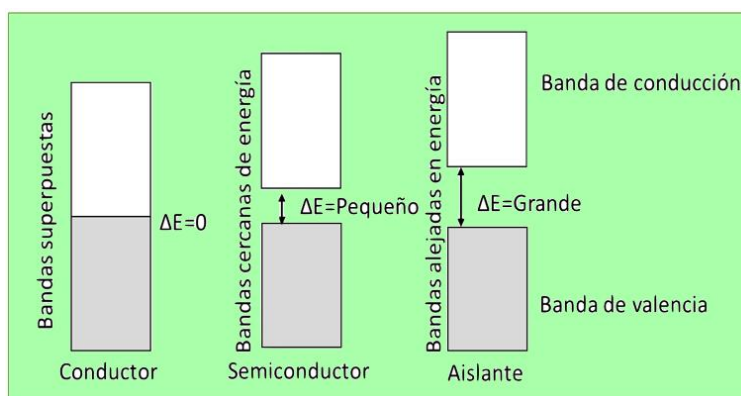 Bandas superpuestas
ΔE=0
Conductor
Bandas cercanas de energía
ΔE=Pequeño
Semiconductor
Bandas alejadas en energía
ΔE=Grande
Aislante
Banda de conducción
Banda de valencia